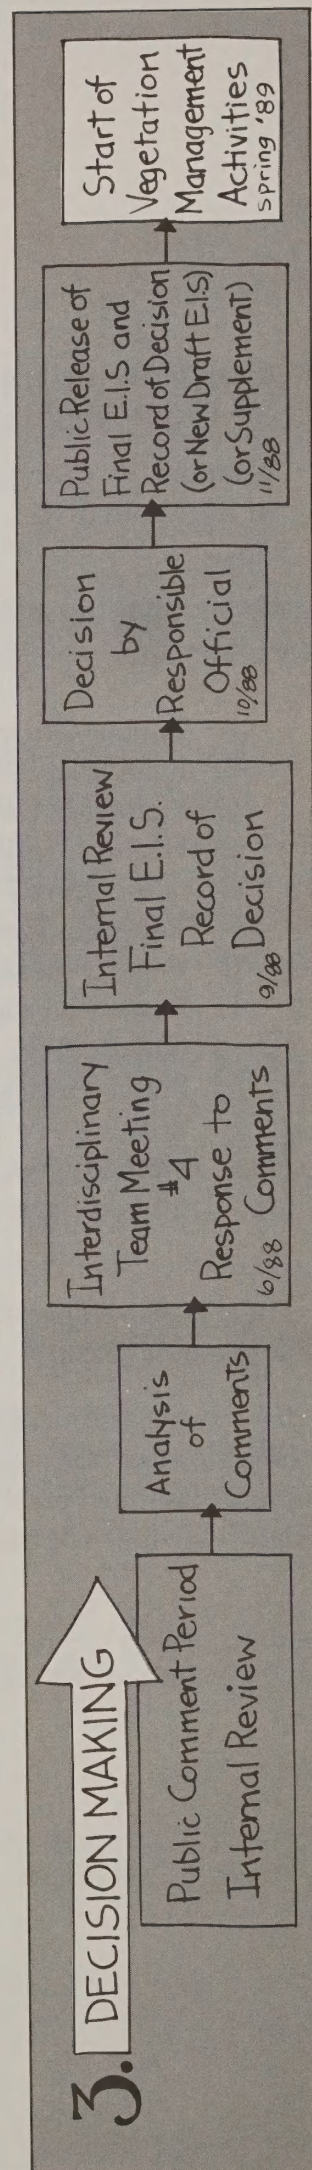 3. DECISION MAKING
Public Comment Period
Internal Review
Analysis
of
Comments
Interdisciplinary
Team Meeting
#4
Response to
6/88 Comments
Internal Review
Final E.I.S.
Record of
9/88 Decision
Decision
by
Responsible
Official
10/88
Public Release of
Final E.I.S and
Record of Decision
(or New Draft E.I.S)
(or Supplement)
11/88
Start of
Vegetation
Management
Activities
spring '89